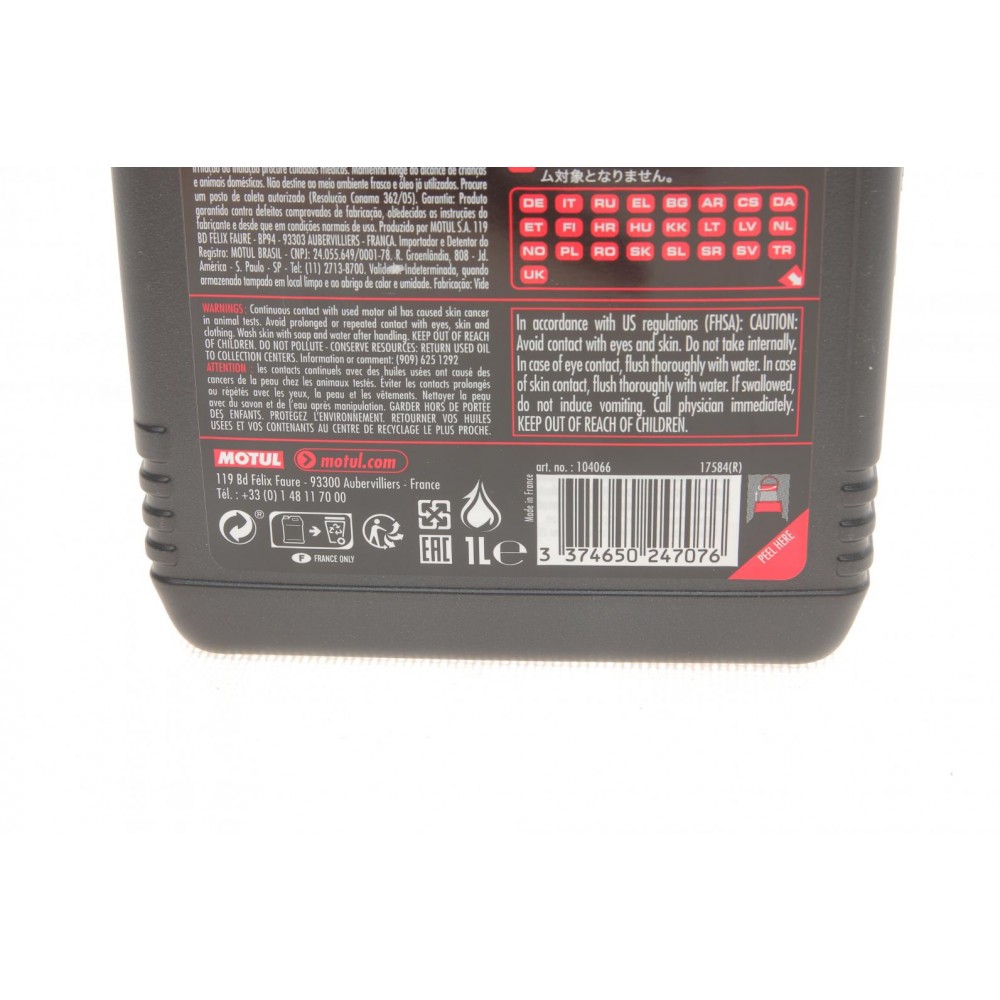 irritação ou inalação procure cuidados médicos. Mantenha longe do alcance de crianças
e animais domésticos. Não destine ao meio ambiente frasco e óleo já utilizados. Procure
um posto de coleta autorizado (Resolução Conama 362/05). Garantia: Produto
garantido contra defeitos comprovados de fabricação, obedecidas as instruções do
fabricante e desde que em condições normais de uso. Produzido por MOTUL S.A. 119
BD FÉLIX FAURE - BP94 - 93303 AUBERVILLIERS - FRANCA. Importador e Detentor do
Registro: MOTUL BRASIL - CNPJ: 24.055.649/0001-78. R. Groenlândia, 808 - Jd.
América - S. Paulo - SP - Tel: (11) 2713-8700. Validade Indeterminada, quando
armazenado tampado em local limpo e ao abrigo de calor e umidade. Fabricação: Vide
ム対象となりません。
DE IT RU EL BG AR CS DA
ET FI HR HU KK LT LV NL
NO PL RO SK SL SR SV TR
UK
WARNINGS: Continuous contact with used motor oil has caused skin cancer
in animal tests. Avoid prolonged or repeated contact with eyes, skin and
clothing. Wash skin with soap and water after handling. KEEP OUT OF REACH
OF CHILDREN. DO NOT POLLUTE - CONSERVE RESOURCES: RETURN USED OIL
TO COLLECTION CENTERS. Information or comment: (909) 625 1292
ATTENTION : les contacts continuels avec des huiles usées ont causé des
cancers de la peau chez les animaux testés. Éviter les contacts prolongés
ou répétés avec les yeux, la peau et les vêtements. Nettoyer la peau
avec du savon et de l'eau après manipulation. GARDER HORS DE PORTÉE
DES ENFANTS. PROTEGEZ L'ENVIRONNEMENT. RETOURNER VOS HUILES
USÉES ET VOS CONTENANTS AU CENTRE DE RECYCLAGE LE PLUS PROCHE.
In accordance with US regulations (FHSA): CAUTION:
Avoid contact with eyes and skin. Do not take internally.
In case of eye contact, flush thoroughly with water. In case
of skin contact, flush thoroughly with water. If swallowed,
do not induce vomiting. Call physician immediately.
KEEP OUT OF REACH OF CHILDREN.
MOTUL motul.com
119 Bd Félix Faure - 93300 Aubervilliers - France
Tél. : +33 (0) 1 48 11 70 00
®
F FRANCE ONLY
EAC
1L e
art. no. : 104066 17584(R)
Made in France
3 374650 247076
PEEL HERE